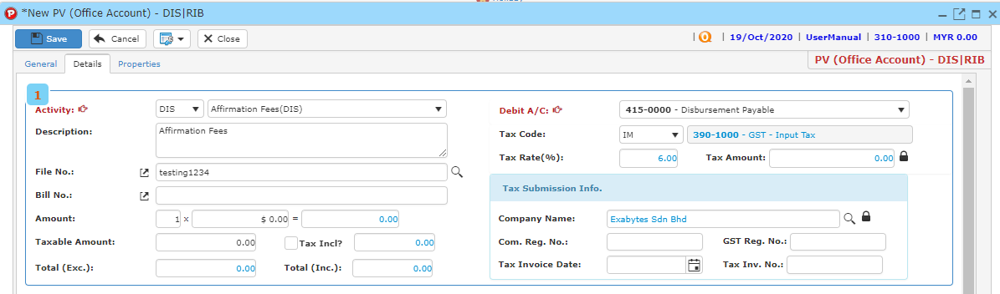 *New PV (Office Account) - DIS|RIB
Save Cancel Close | 19/Oct/2020 | UserManual | 310-1000 | MYR 0.00
General Details Properties PV (Office Account) - DIS|RIB
1
Activity: DIS Affirmation Fees(DIS) Debit A/C: 415-0000 - Disbursement Payable
Description: Affirmation Fees Tax Code: IM 390-1000 - GST - Input Tax
Tax Rate(%): 6.00 Tax Amount: 0.00
File No.: testing1234
Tax Submission Info.
Bill No.:
Amount: 1 x $ 0.00 = 0.00 Company Name: Exabytes Sdn Bhd
Taxable Amount: 0.00 Tax Incl? 0.00 Com. Reg. No.: GST Reg. No.:
Total (Exc.): 0.00 Total (Inc.): 0.00 Tax Invoice Date: Tax Inv. No.: